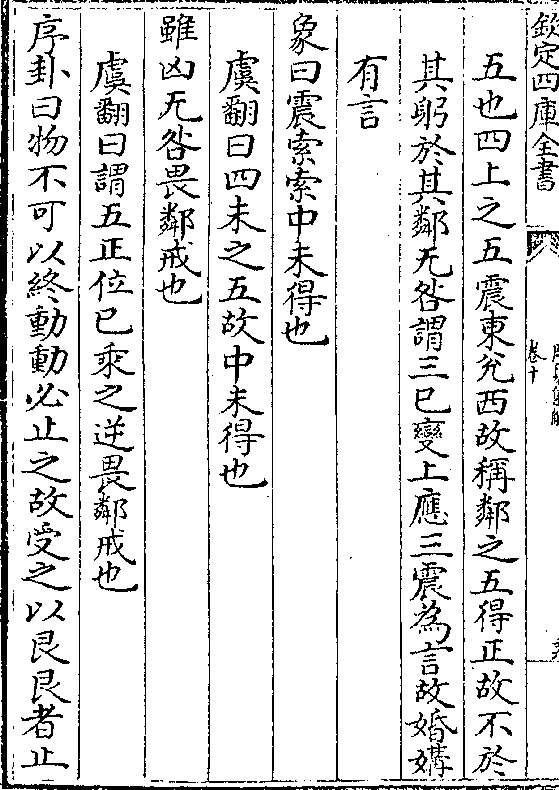 欽定四庫全書
卷十
五也四上之五震東兊西故稱鄰之五得正故不於
其躬於其鄰无咎謂三已變上應三震為言故婚媾
有言
象曰震索索中未得也
虞翻曰四未之五故中未得也
雖凶无咎畏鄰戒也
虞翻曰謂五正位已乘之逆畏鄰戒也
序卦曰物不可以終動動必止之故受之以艮艮者止